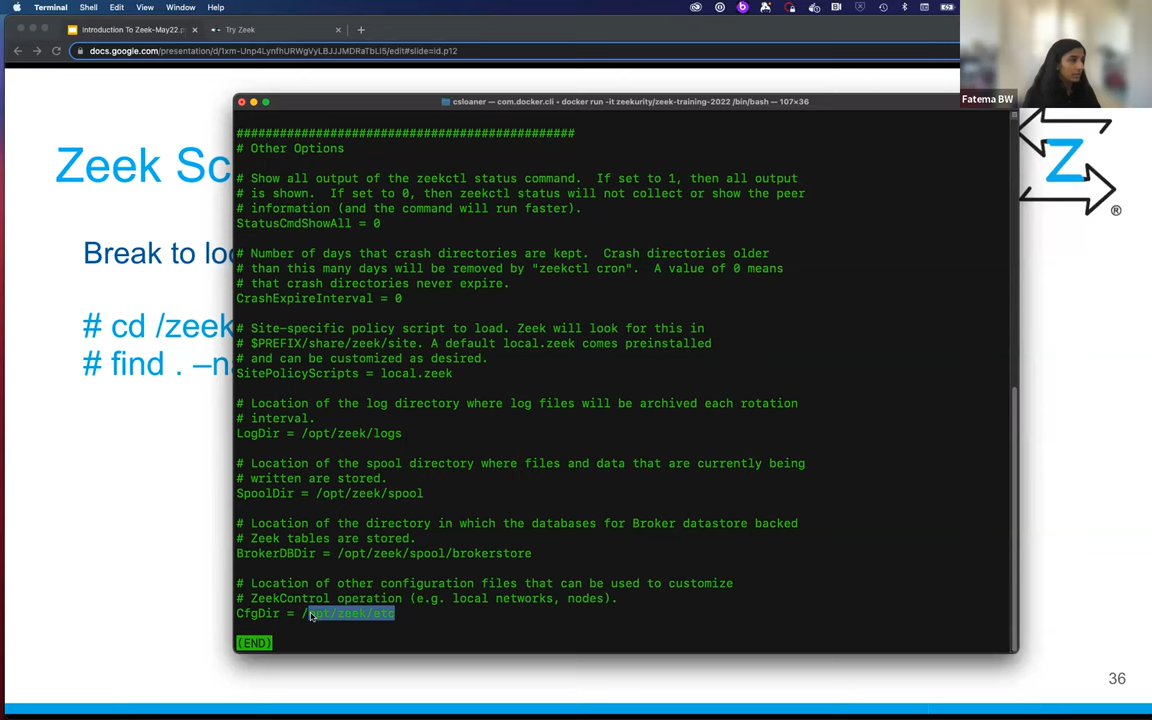 Terminal Shell Edit View Window Help
Introduction To Zeek-May22.p
Try Zeek
docs.google.com/presentation/d/1xm-Unp4LynfhURWgVyLBJJJMDRaTbLI5/edit#slide=id.p12
Fatema BW
csloaner — com.docker.cli • docker run -it zeekurity/zeek-training-2022 /bin/bash — 107×36
Zeek Sc
Break to loo
# cd /zeek
# find . –na
###############################################
# Other Options
# Show all output of the zeekctl status command.  If set to 1, then all output
# is shown.  If set to 0, then zeekctl status will not collect or show the peer
# information (and the command will run faster).
StatusCmdShowAll = 0
# Number of days that crash directories are kept.  Crash directories older
# than this many days will be removed by "zeekctl cron".  A value of 0 means
# that crash directories never expire.
CrashExpireInterval = 0
# Site-specific policy script to load. Zeek will look for this in
# $PREFIX/share/zeek/site. A default local.zeek comes preinstalled
# and can be customized as desired.
SitePolicyScripts = local.zeek
# Location of the log directory where log files will be archived each rotation
# interval.
LogDir = /opt/zeek/logs
# Location of the spool directory where files and data that are currently being
# written are stored.
SpoolDir = /opt/zeek/spool
# Location of the directory in which the databases for Broker datastore backed
# Zeek tables are stored.
BrokerDBDir = /opt/zeek/spool/brokerstore
# Location of other configuration files that can be used to customize
# ZeekControl operation (e.g. local networks, nodes).
CfgDir = /opt/zeek/etc
(END)
Z
®
36